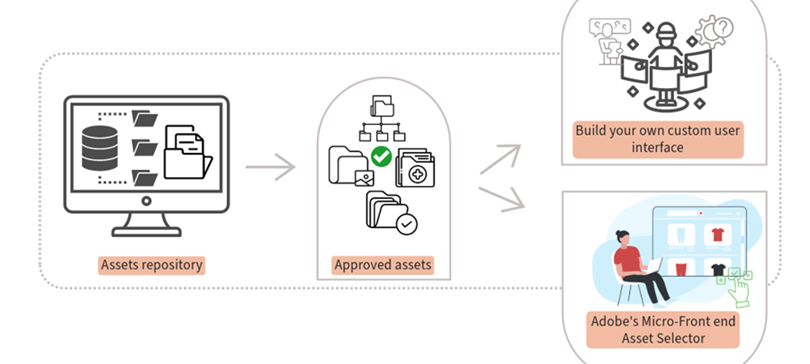 Build your own custom user
interface
Assets repository
Approved assets
Adobe's Micro-Front end
Asset Selector